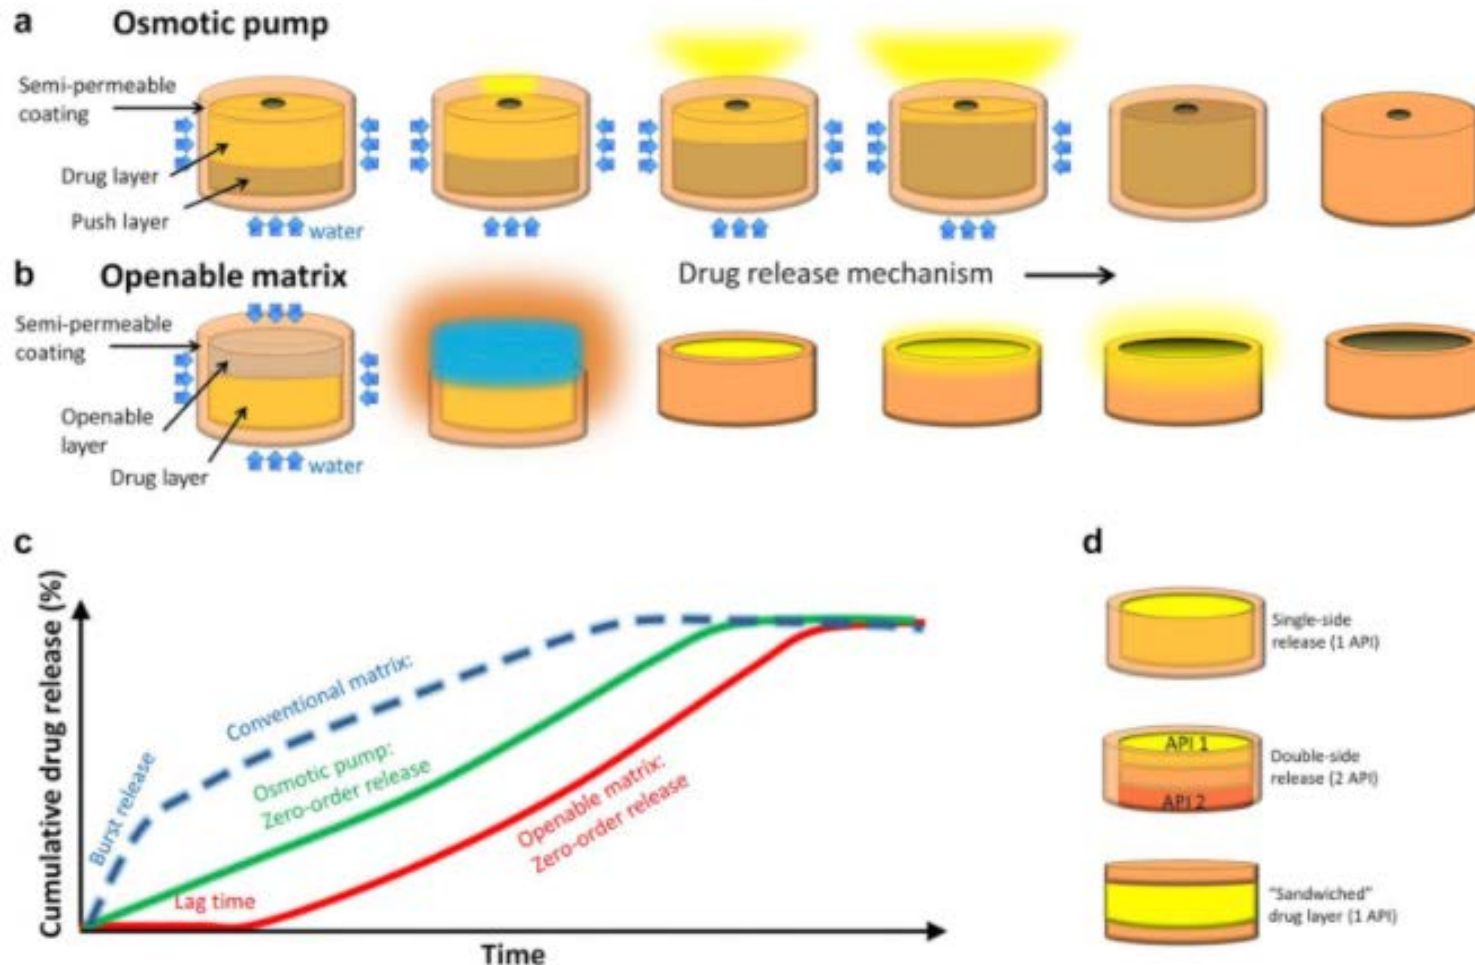 a Osmotic pump
Semi-permeable
coating
Drug layer
Push layer
water
b Openable matrix
Drug release mechanism
Semi-permeable
coating
Openable
layer
Drug layer
water
c
Cumulative drug release (%)
Burst release
Conventional matrix:
Osmotic pump:
Zero-order release
Openable matrix:
Zero-order release
Lag time
Time
d
Single-side
release (1 API)
API 1
API 2
Double-side
release (2 API)
"Sandwiched"
drug layer (1 API)